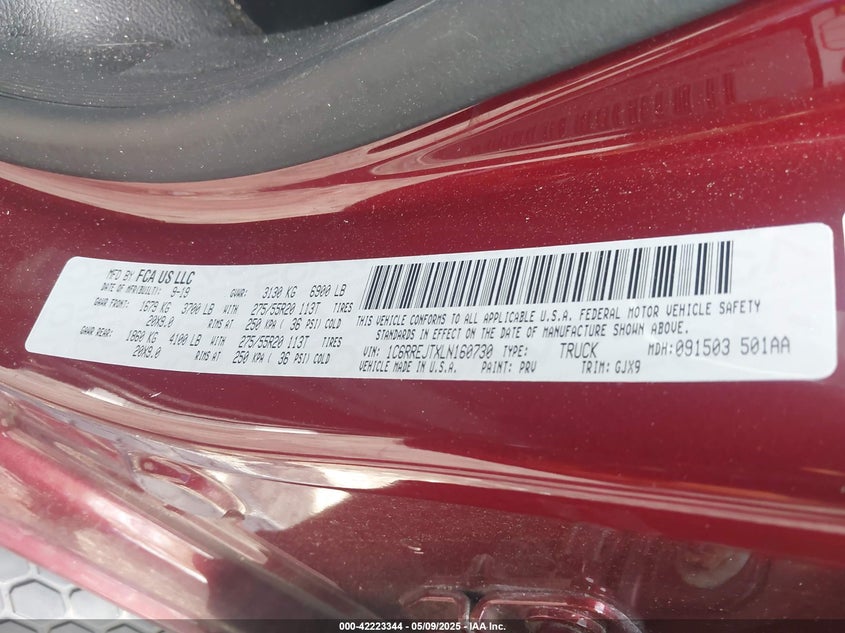 MFD BY FCA US LLC
DATE OF MFR(BUILT): 9-19 GVWR: 3130 KG 6900 LB
GAWR FRONT: 1679 KG 3700 LB WITH 275/55R20 113T TIRES
20X9.0 RIMS AT 250 KPA ( 36 PSI) COLD
GAWR REAR: 1860 KG 4100 LB WITH 275/55R20 113T TIRES
20X9.0 RIMS AT 250 KPA ( 36 PSI) COLD
THIS VEHICLE CONFORMS TO ALL APPLICABLE U.S.A. FEDERAL MOTOR VEHICLE SAFETY
STANDARDS IN EFFECT ON THE DATE OF MANUFACTURE SHOWN ABOVE.
VIN: 1C6RREJTXLN160730 TYPE: TRUCK MDH: 091503 501AA
VEHICLE MADE IN U.S.A. PAINT: PRV TRIM: GJX9
000-42223344 05/09/2025 - IAA Inc.